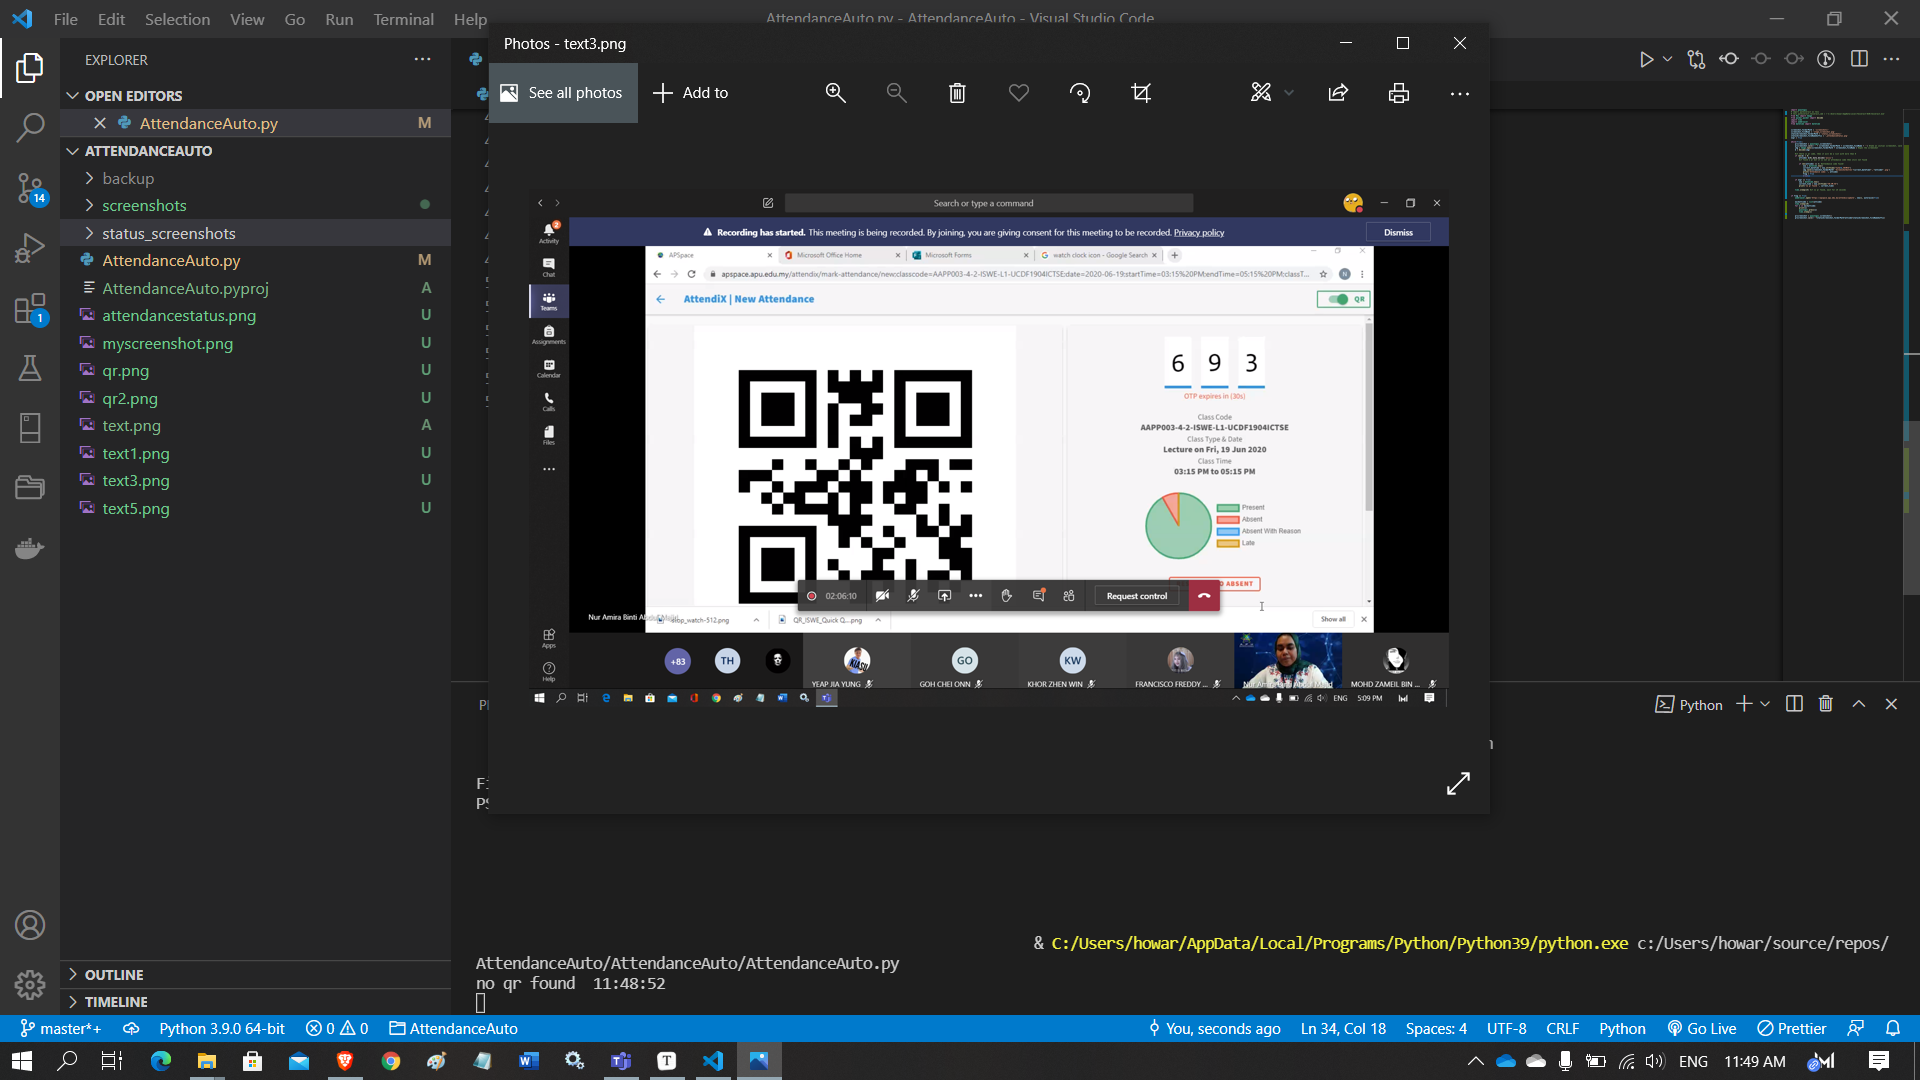 File Edit Selection View Go Run Terminal Help
AttendanceAuto.py - AttendanceAuto - Visual Studio Code
EXPLORER
OPEN EDITORS
AttendanceAuto.py M
ATTENDANCEAUTO
backup
screenshots
status_screenshots
AttendanceAuto.py M
AttendanceAuto.pyproj A
attendancestatus.png U
myscreenshot.png U
qr.png U
qr2.png U
text.png A
text1.png U
text3.png U
text5.png U
14
1
OUTLINE
TIMELINE
Photos - text3.png
See all photos
Add to
Search or type a command
Recording has started. This meeting is being recorded. By joining, you are giving consent for this meeting to be recorded. Privacy policy
Dismiss
2
Activity
Chat
Teams
Assignments
Calendar
Calls
Files
Apps
Help
APSpace
Microsoft Office Home
Microsoft Forms
watch clock icon - Google Search
apspace.apu.edu.my/attendix/mark-attendance/new;classcode=AAPP003-4-2-ISWE-L1-UCDF1904ICTSE;date=2020-06-19;startTime=03:15%20PM;endTime=05:15%20PM;classT...
N
AttendiX | New Attendance
QR
6 9 3
OTP expires in (30s)
Class Code
AAPP003-4-2-ISWE-L1-UCDF1904ICTSE
Class Type & Date
Lecture on Fri, 19 Jun 2020
Class Time
03:15 PM to 05:15 PM
Present
Absent
Absent With Reason
Late
ABSENT
02:06:10
Request control
Nur Amira Binti
watch-512.png
QR_ISWE_Quick Q....png
Show all
+83
TH
GO
KW
YEAP JIA YUNG
GOH CHEI ONN
KHOR ZHEN WIN
FRANCISCO FREDDY ...
MOHD ZAMEIL BIN ...
ENG 5:09 PM
Python
& C:/Users/howar/AppData/Local/Programs/Python/Python39/python.exe c:/Users/howar/source/repos/
AttendanceAuto/AttendanceAuto/AttendanceAuto.py
no qr found 11:48:52
master*+
Python 3.9.0 64-bit
0 0
AttendanceAuto
You, seconds ago
Ln 34, Col 18
Spaces: 4
UTF-8
CRLF
Python
Go Live
Prettier
ENG
11:49 AM